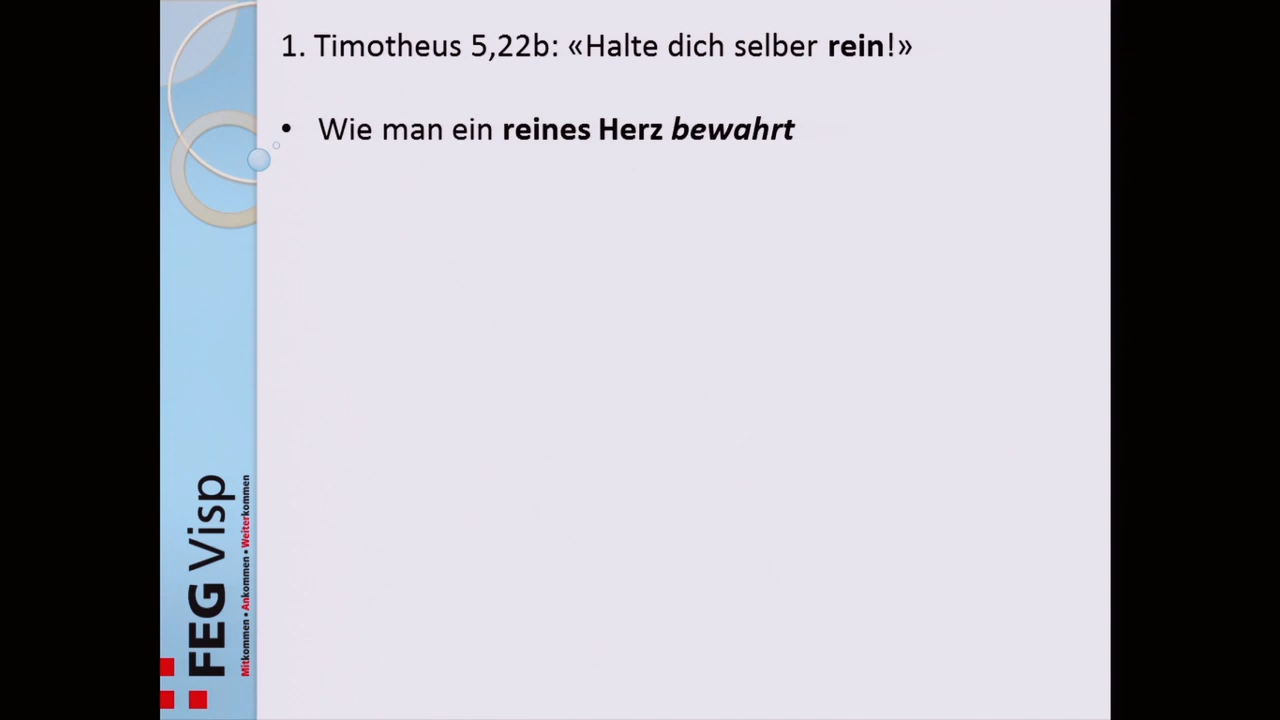 1. Timotheus 5,22b: «Halte dich selber rein!»
• Wie man ein reines Herz bewahrt
FEG Visp
Mitkommen • Ankommen • Weiterkommen